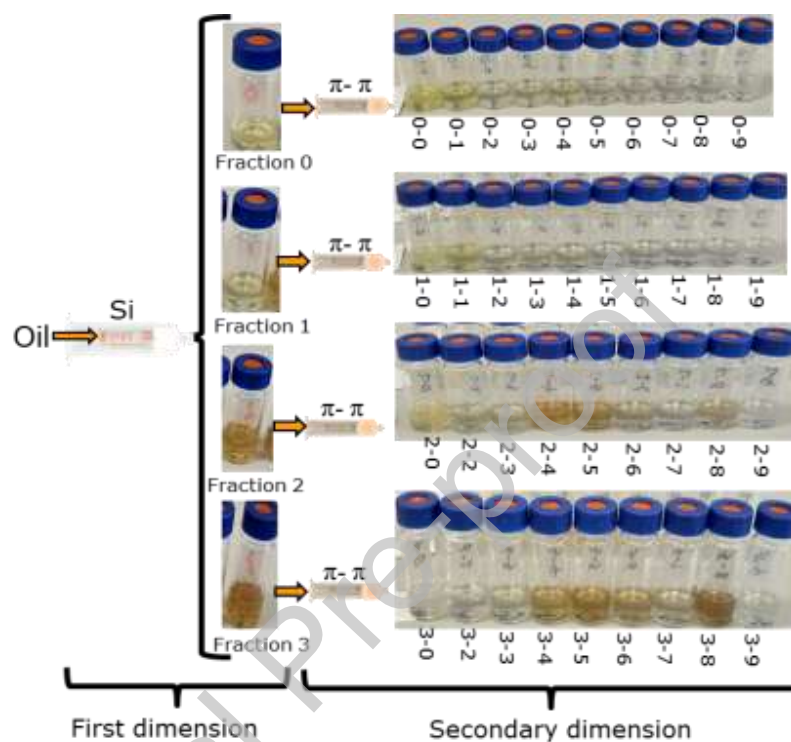 π- π
0-0 0-1 0-2 0-3 0-4 0-5 0-6 0-7 0-8 0-9
Fraction 0
π- π
1-0 1-1 1-2 1-3 1-4 1-5 1-6 1-7 1-8 1-9
Fraction 1
Si
Oil
π- π
2-0 2-2 2-3 2-4 2-5 2-6 2-7 2-8 2-9
Fraction 2
π- π
3-0 3-2 3-3 3-4 3-5 3-6 3-7 3-8 3-9
Fraction 3
First dimension
Secondary dimension
Pre-proof